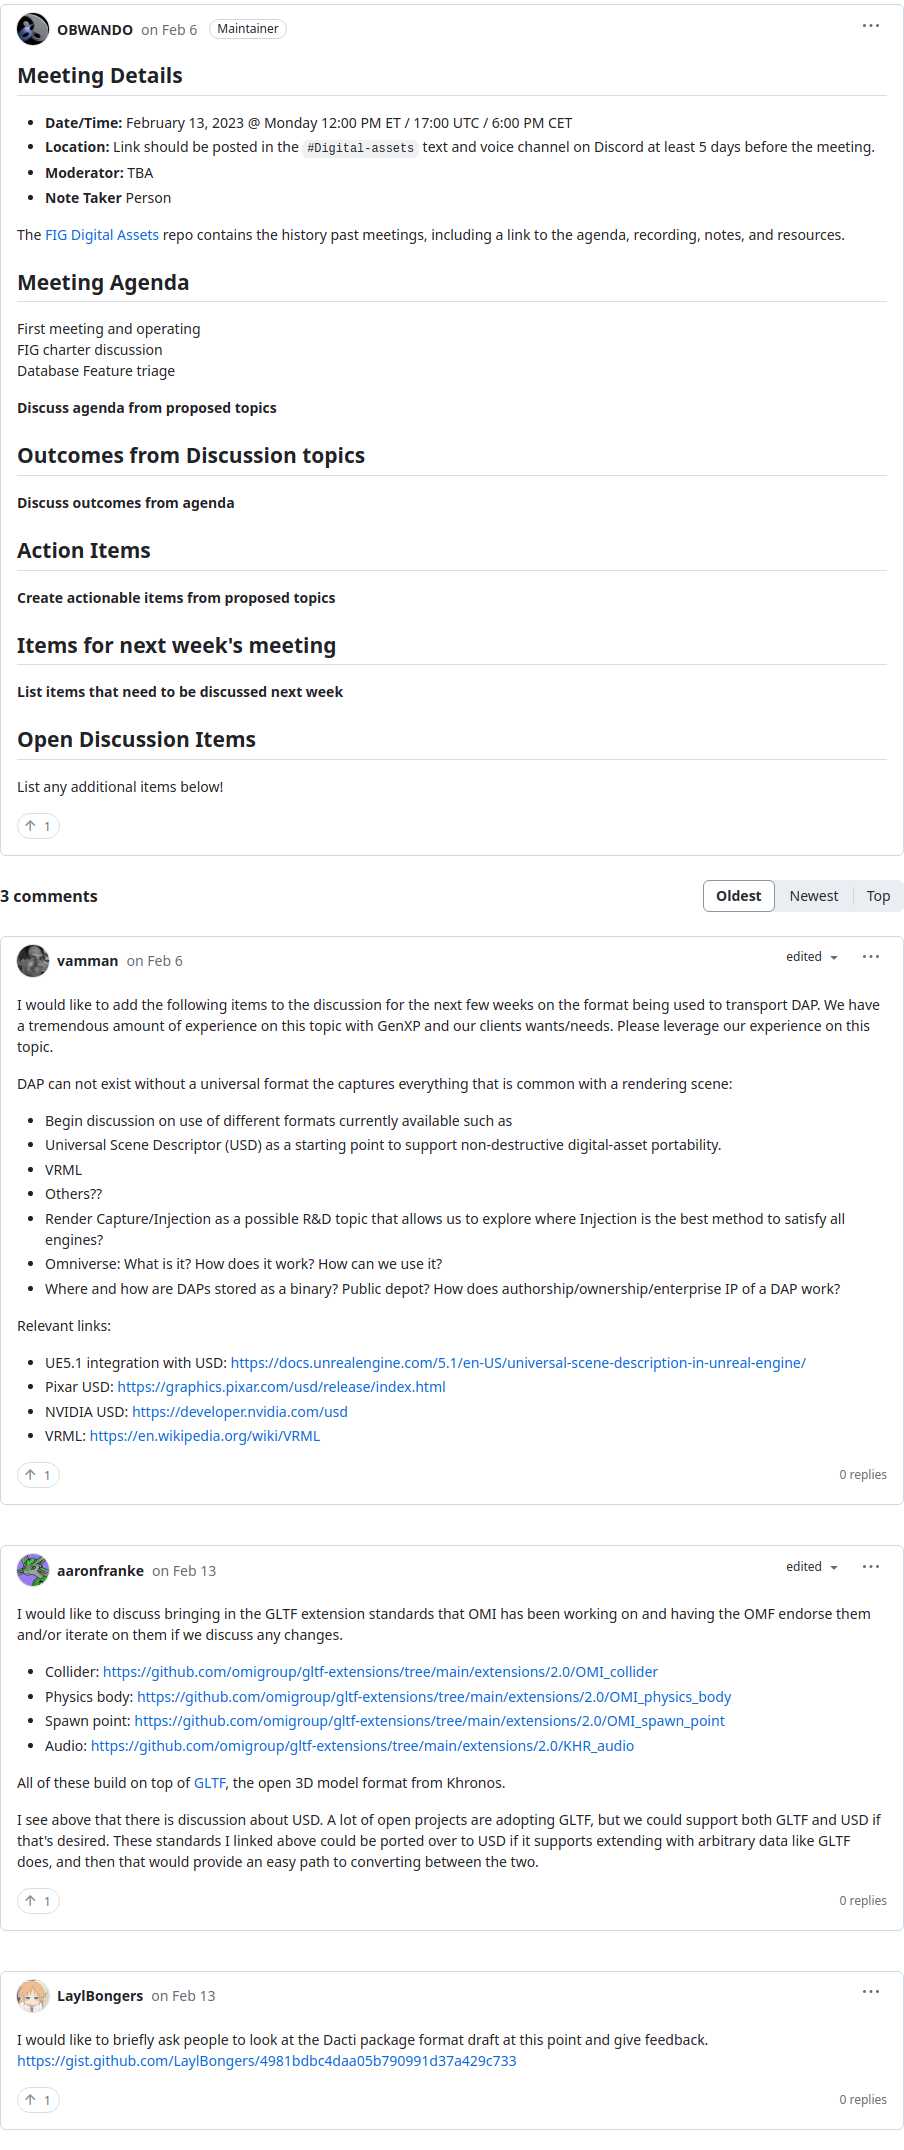 OBWANDO on Feb 6 Maintainer
Meeting Details
Date/Time: February 13, 2023 @ Monday 12:00 PM ET / 17:00 UTC / 6:00 PM CET
Location: Link should be posted in the #Digital-assets text and voice channel on Discord at least 5 days before the meeting.
Moderator: TBA
Note Taker Person
The FIG Digital Assets repo contains the history past meetings, including a link to the agenda, recording, notes, and resources.
Meeting Agenda
First meeting and operating
FIG charter discussion
Database Feature triage
Discuss agenda from proposed topics
Outcomes from Discussion topics
Discuss outcomes from agenda
Action Items
Create actionable items from proposed topics
Items for next week's meeting
List items that need to be discussed next week
Open Discussion Items
List any additional items below!
1
3 comments
Oldest Newest Top
vamman on Feb 6 edited
I would like to add the following items to the discussion for the next few weeks on the format being used to transport DAP. We have
a tremendous amount of experience on this topic with GenXP and our clients wants/needs. Please leverage our experience on this
topic.
DAP can not exist without a universal format the captures everything that is common with a rendering scene:
Begin discussion on use of different formats currently available such as
Universal Scene Descriptor (USD) as a starting point to support non-destructive digital-asset portability.
VRML
Others??
Render Capture/Injection as a possible R&D topic that allows us to explore where Injection is the best method to satisfy all
engines?
Omniverse: What is it? How does it work? How can we use it?
Where and how are DAPs stored as a binary? Public depot? How does authorship/ownership/enterprise IP of a DAP work?
Relevant links:
UE5.1 integration with USD: https://docs.unrealengine.com/5.1/en-US/universal-scene-description-in-unreal-engine/
Pixar USD: https://graphics.pixar.com/usd/release/index.html
NVIDIA USD: https://developer.nvidia.com/usd
VRML: https://en.wikipedia.org/wiki/VRML
1 0 replies
aaronfranke on Feb 13 edited
I would like to discuss bringing in the GLTF extension standards that OMI has been working on and having the OMF endorse them
and/or iterate on them if we discuss any changes.
Collider: https://github.com/omigroup/gltf-extensions/tree/main/extensions/2.0/OMI_collider
Physics body: https://github.com/omigroup/gltf-extensions/tree/main/extensions/2.0/OMI_physics_body
Spawn point: https://github.com/omigroup/gltf-extensions/tree/main/extensions/2.0/OMI_spawn_point
Audio: https://github.com/omigroup/gltf-extensions/tree/main/extensions/2.0/KHR_audio
All of these build on top of GLTF, the open 3D model format from Khronos.
I see above that there is discussion about USD. A lot of open projects are adopting GLTF, but we could support both GLTF and USD if
that's desired. These standards I linked above could be ported over to USD if it supports extending with arbitrary data like GLTF
does, and then that would provide an easy path to converting between the two.
1 0 replies
LaylBongers on Feb 13
I would like to briefly ask people to look at the Dacti package format draft at this point and give feedback.
https://gist.github.com/LaylBongers/4981bdbc4daa05b790991d37a429c733
1 0 replies